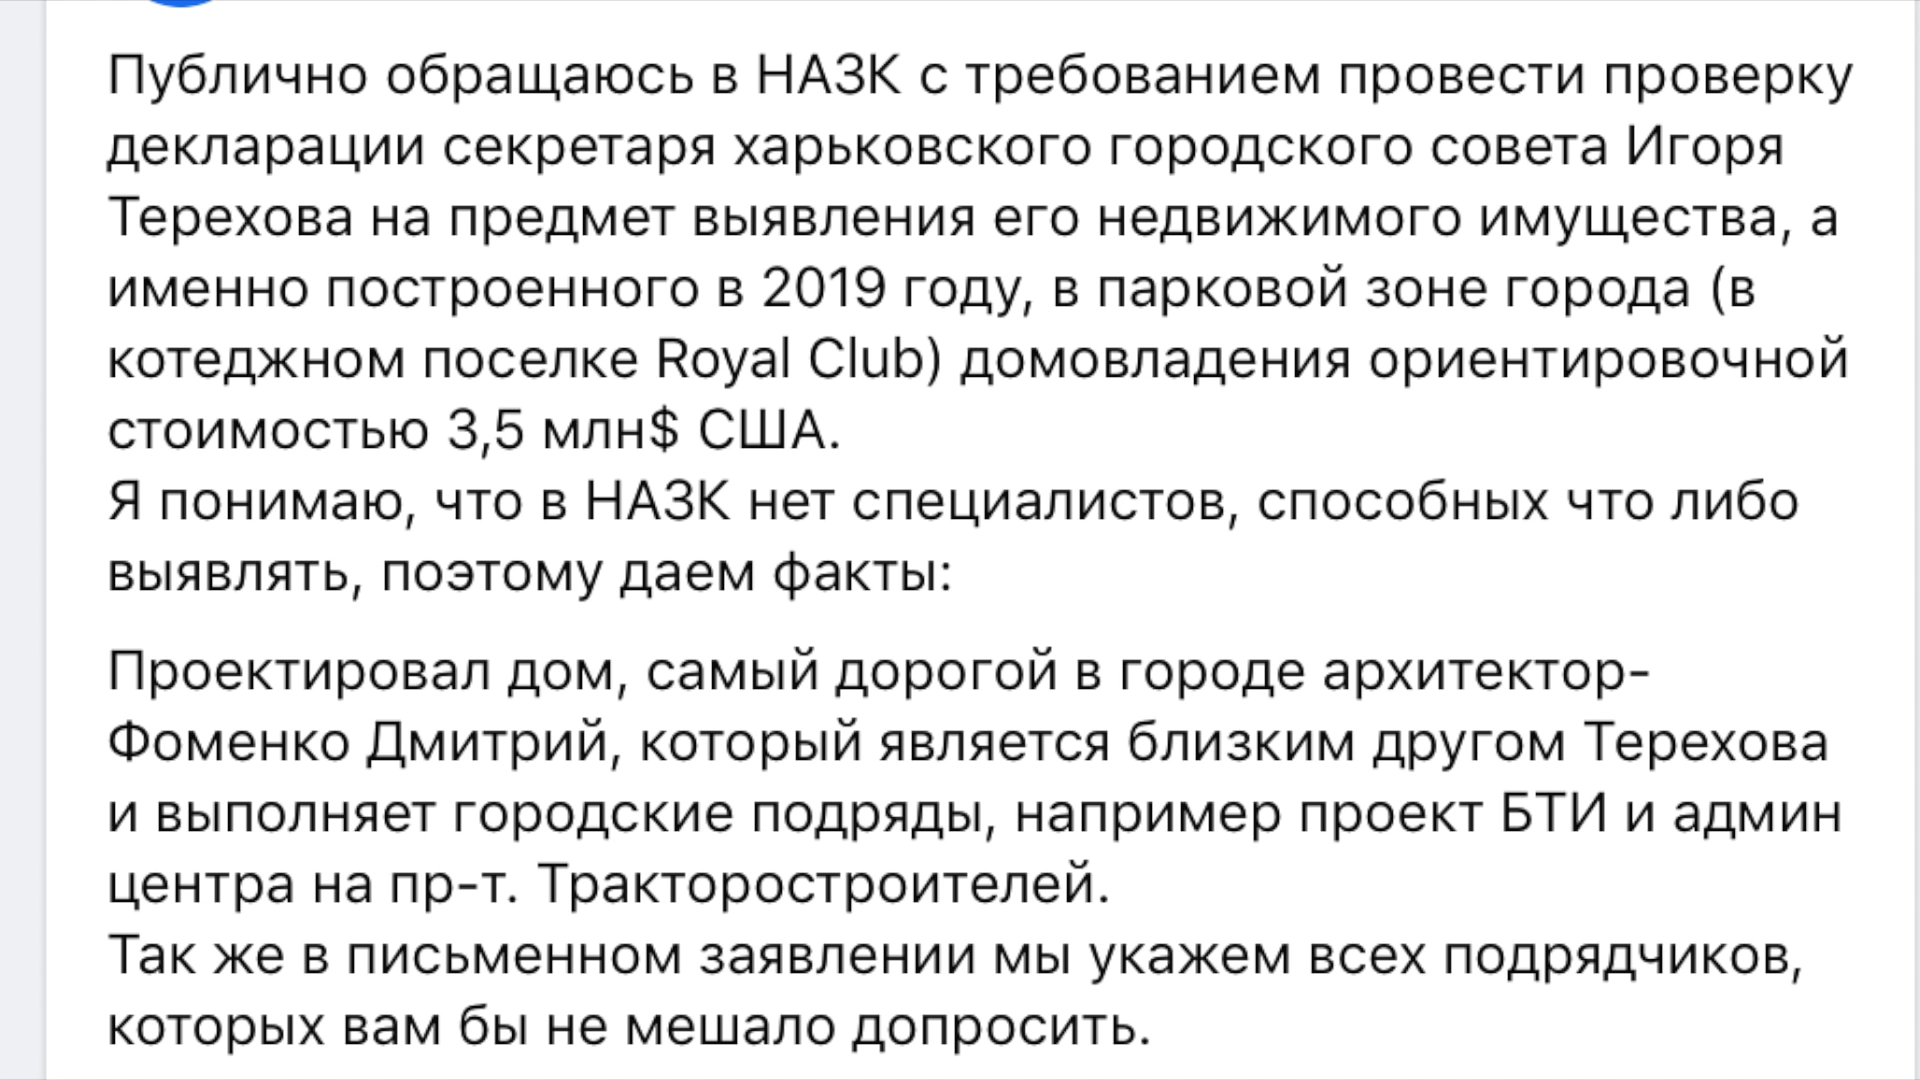 Публично обращаюсь в НАЗК с требованием провести проверку
декларации секретаря харьковского городского совета Игоря
Терехова на предмет выявления его недвижимого имущества, а
именно построенного в 2019 году, в парковой зоне города (в
котеджном поселке Royal Club) домовладения ориентировочной
стоимостью 3,5 млн$ США.
Я понимаю, что в НАЗК нет специалистов, способных что либо
выявлять, поэтому даем факты:
Проектировал дом, самый дорогой в городе архитектор-
Фоменко Дмитрий, который является близким другом Терехова
и выполняет городские подряды, например проект БТИ и админ
центра на пр-т. Тракторостроителей.
Так же в письменном заявлении мы укажем всех подрядчиков,
которых вам бы не мешало допросить.